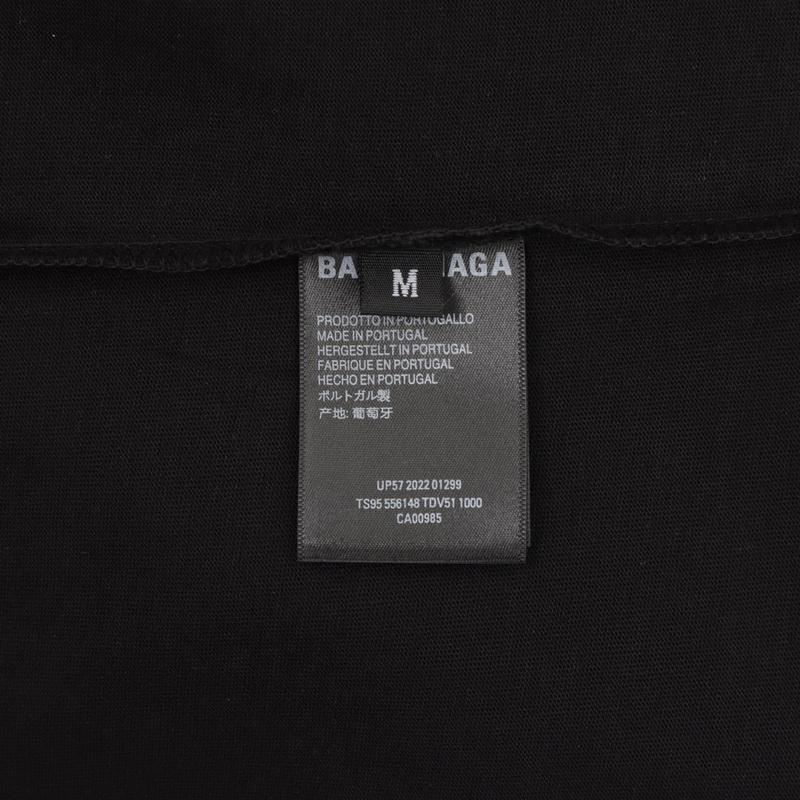 BA IAGA
M
PRODOTTO IN PORTOGALLO
MADE IN PORTUGAL
HERGESTELLT IN PORTUGAL
FABRIQUE EN PORTUGAL
HECHO EN PORTUGAL
ポルトガル製
产地: 葡萄牙
UP57 2022 01299
TS95 556148 TDV51 1000
CA00985